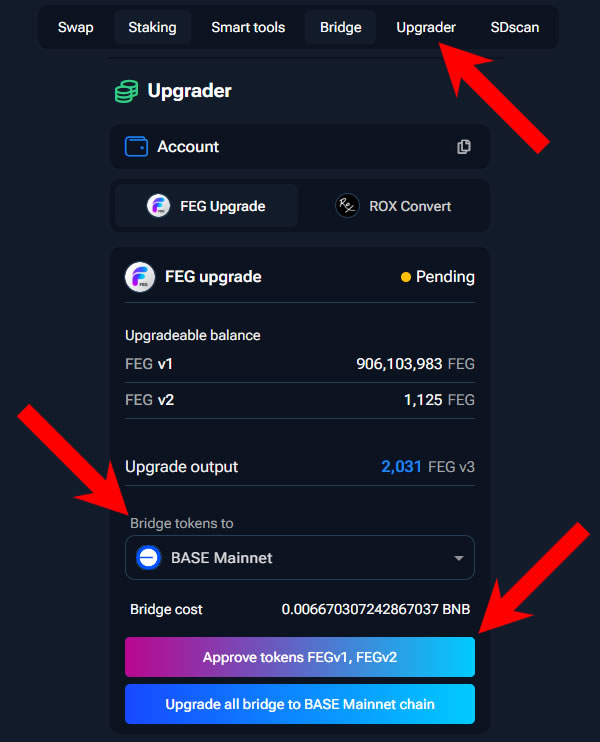 Swap Staking Smart tools Bridge Upgrader SDscan
Upgrader
Account
FEG Upgrade ROX Convert
FEG upgrade Pending
Upgradeable balance
FEG v1 906,103,983 FEG
FEG v2 1,125 FEG
Upgrade output 2,031 FEG v3
Bridge tokens to
BASE Mainnet
Bridge cost 0.006670307242867037 BNB
Approve tokens FEGv1, FEGv2
Upgrade all bridge to BASE Mainnet chain